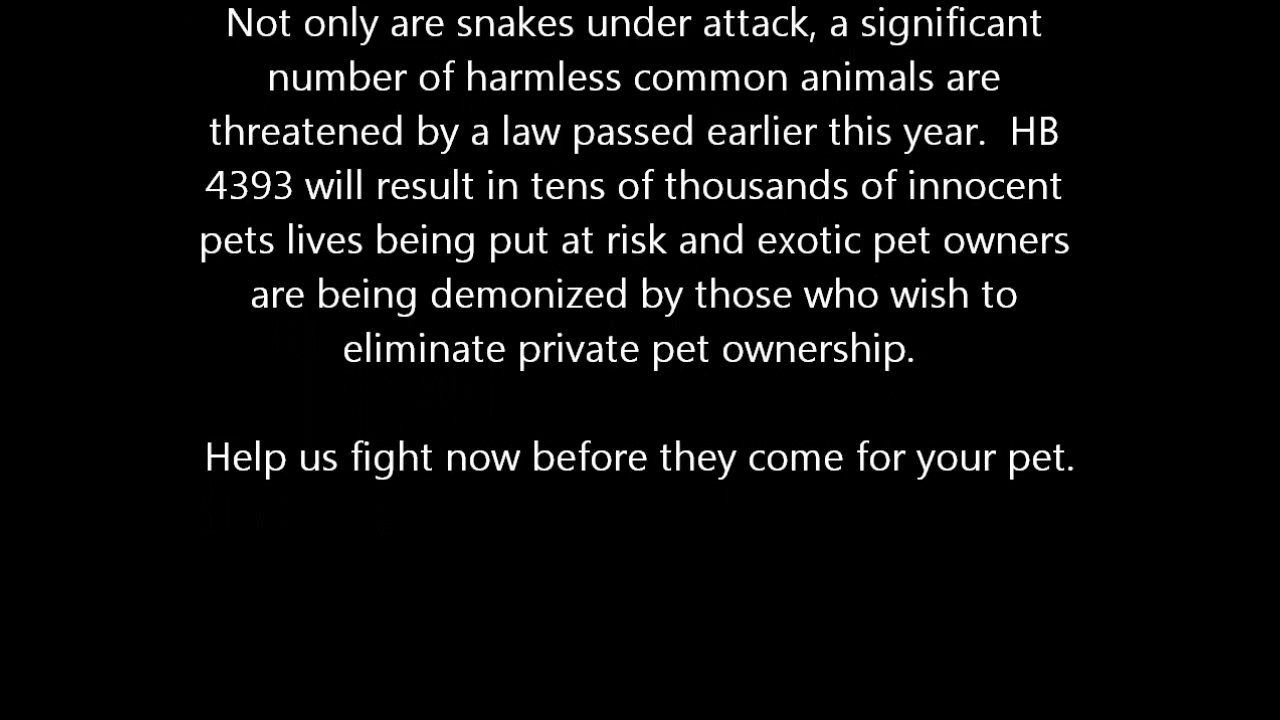 Not only are snakes under attack, a significant
number of harmless common animals are
threatened by a law passed earlier this year.  HB
4393 will result in tens of thousands of innocent
pets lives being put at risk and exotic pet owners
are being demonized by those who wish to
eliminate private pet ownership.
Help us fight now before they come for your pet.